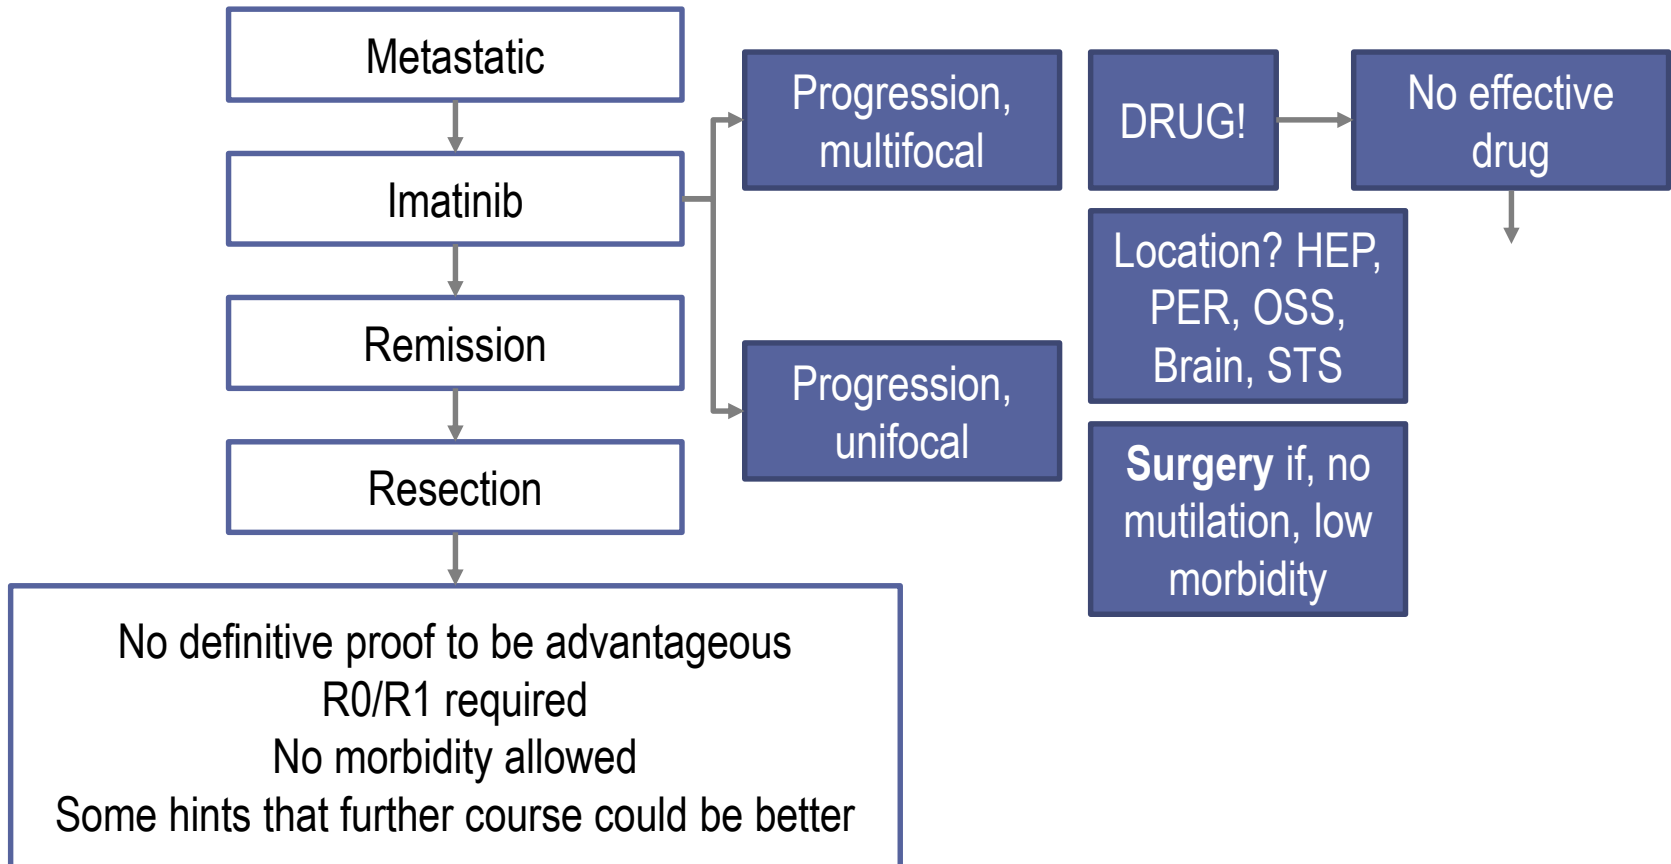 Metastatic
Imatinib
Remission
Resection
No definitive proof to be advantageous
R0/R1 required
No morbidity allowed
Some hints that further course could be better
Progression,
multifocal
Progression,
unifocal
DRUG!
Location? HEP,
PER, OSS,
Brain, STS
Surgery if, no
mutilation, low
morbidity
No effective
drug